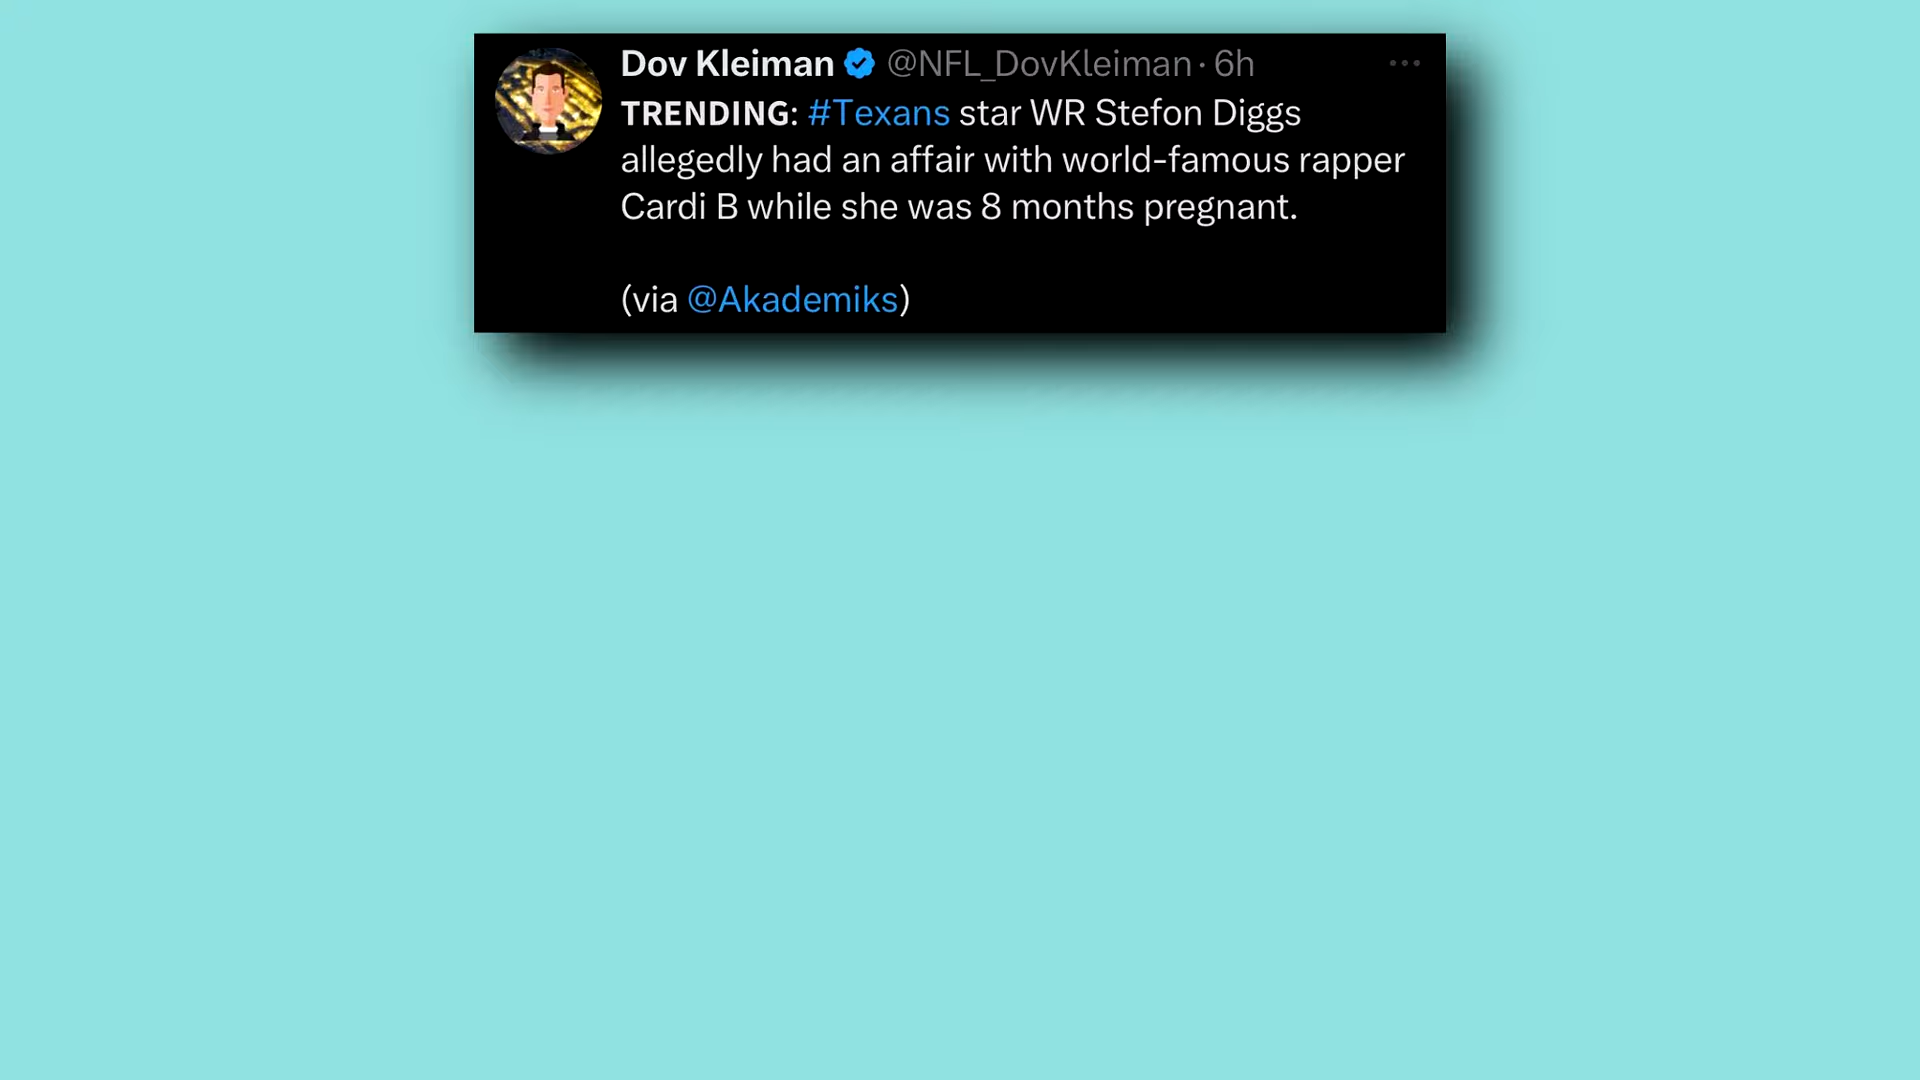 Dov Kleiman @NFL_DovKleiman · 6h
TRENDING: #Texans star WR Stefon Diggs
allegedly had an affair with world-famous rapper
Cardi B while she was 8 months pregnant.
(via @Akademiks)